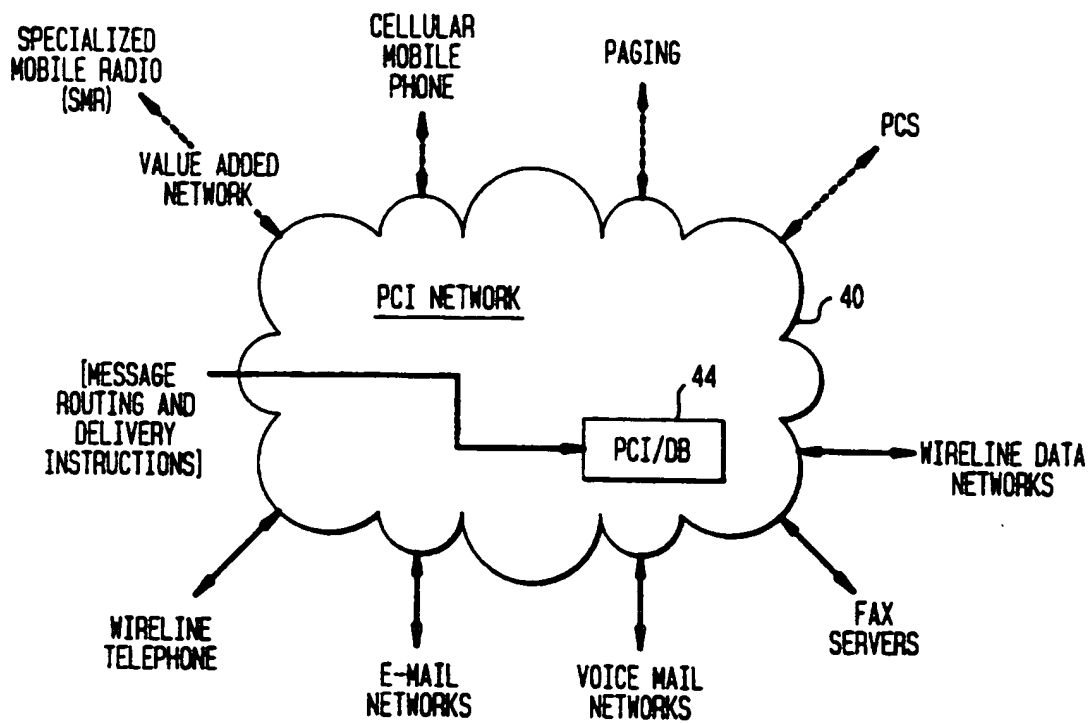 SPECIALIZED
MOBILE RADIO
(SMR)
CELLULAR
MOBILE
PHONE
PAGING
PCS
VALUE ADDED
NETWORK
PCI NETWORK
40
[MESSAGE
ROUTING AND
DELIVERY
INSTRUCTIONS]
44
PCI/DB
WIRELINE DATA
NETWORKS
WIRELINE
TELEPHONE
E-MAIL
NETWORKS
VOICE MAIL
NETWORKS
FAX
SERVERS